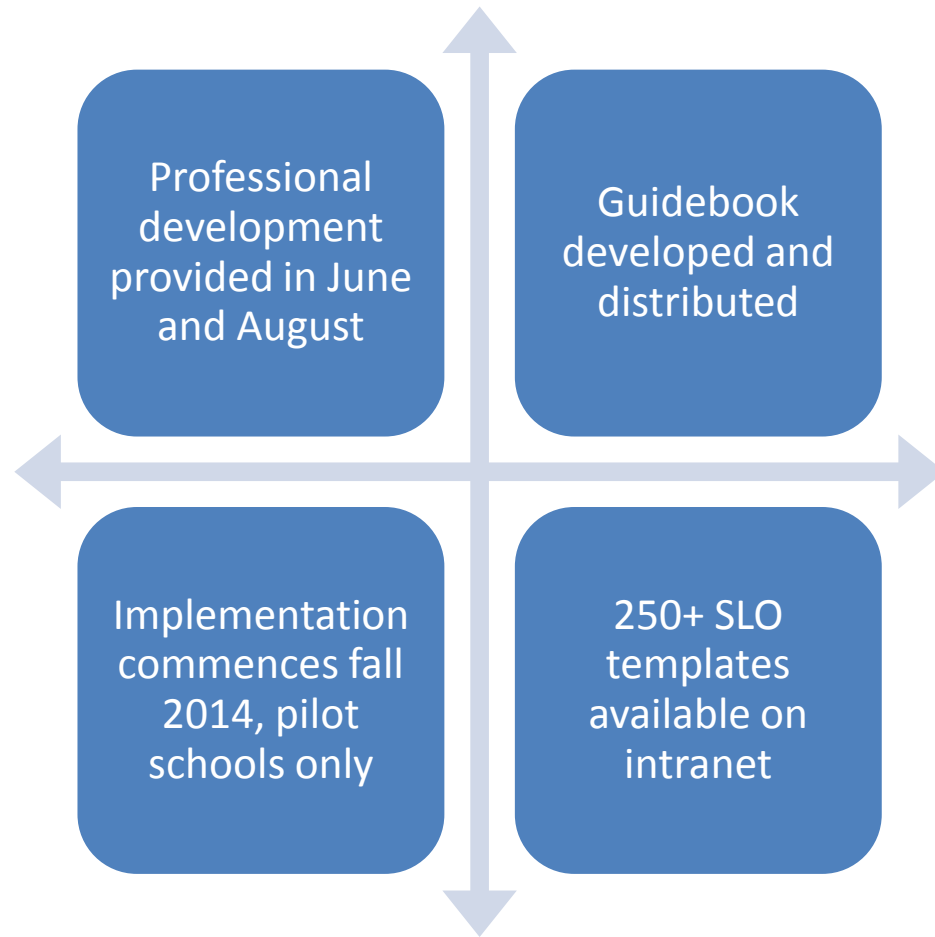 Professional
development
provided in June
and August
Guidebook
developed and
distributed
Implementation
commences fall
2014, pilot
schools only
250+ SLO
templates
available on
intranet